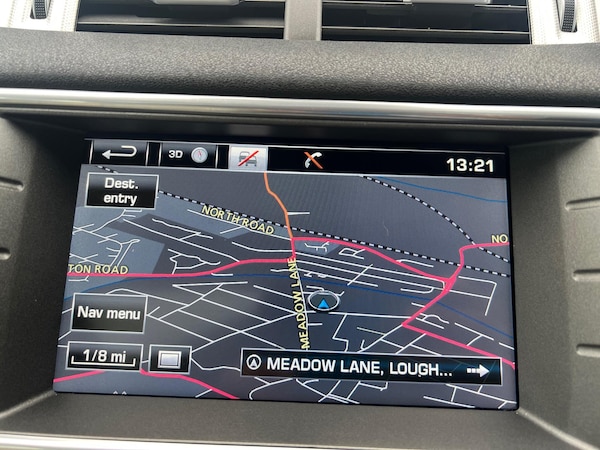 3D
13:21
Dest.
entry
NORTH ROAD
NO
TON ROAD
MEADOW LANE
Nav menu
1/8 mi
MEADOW LANE, LOUGH...